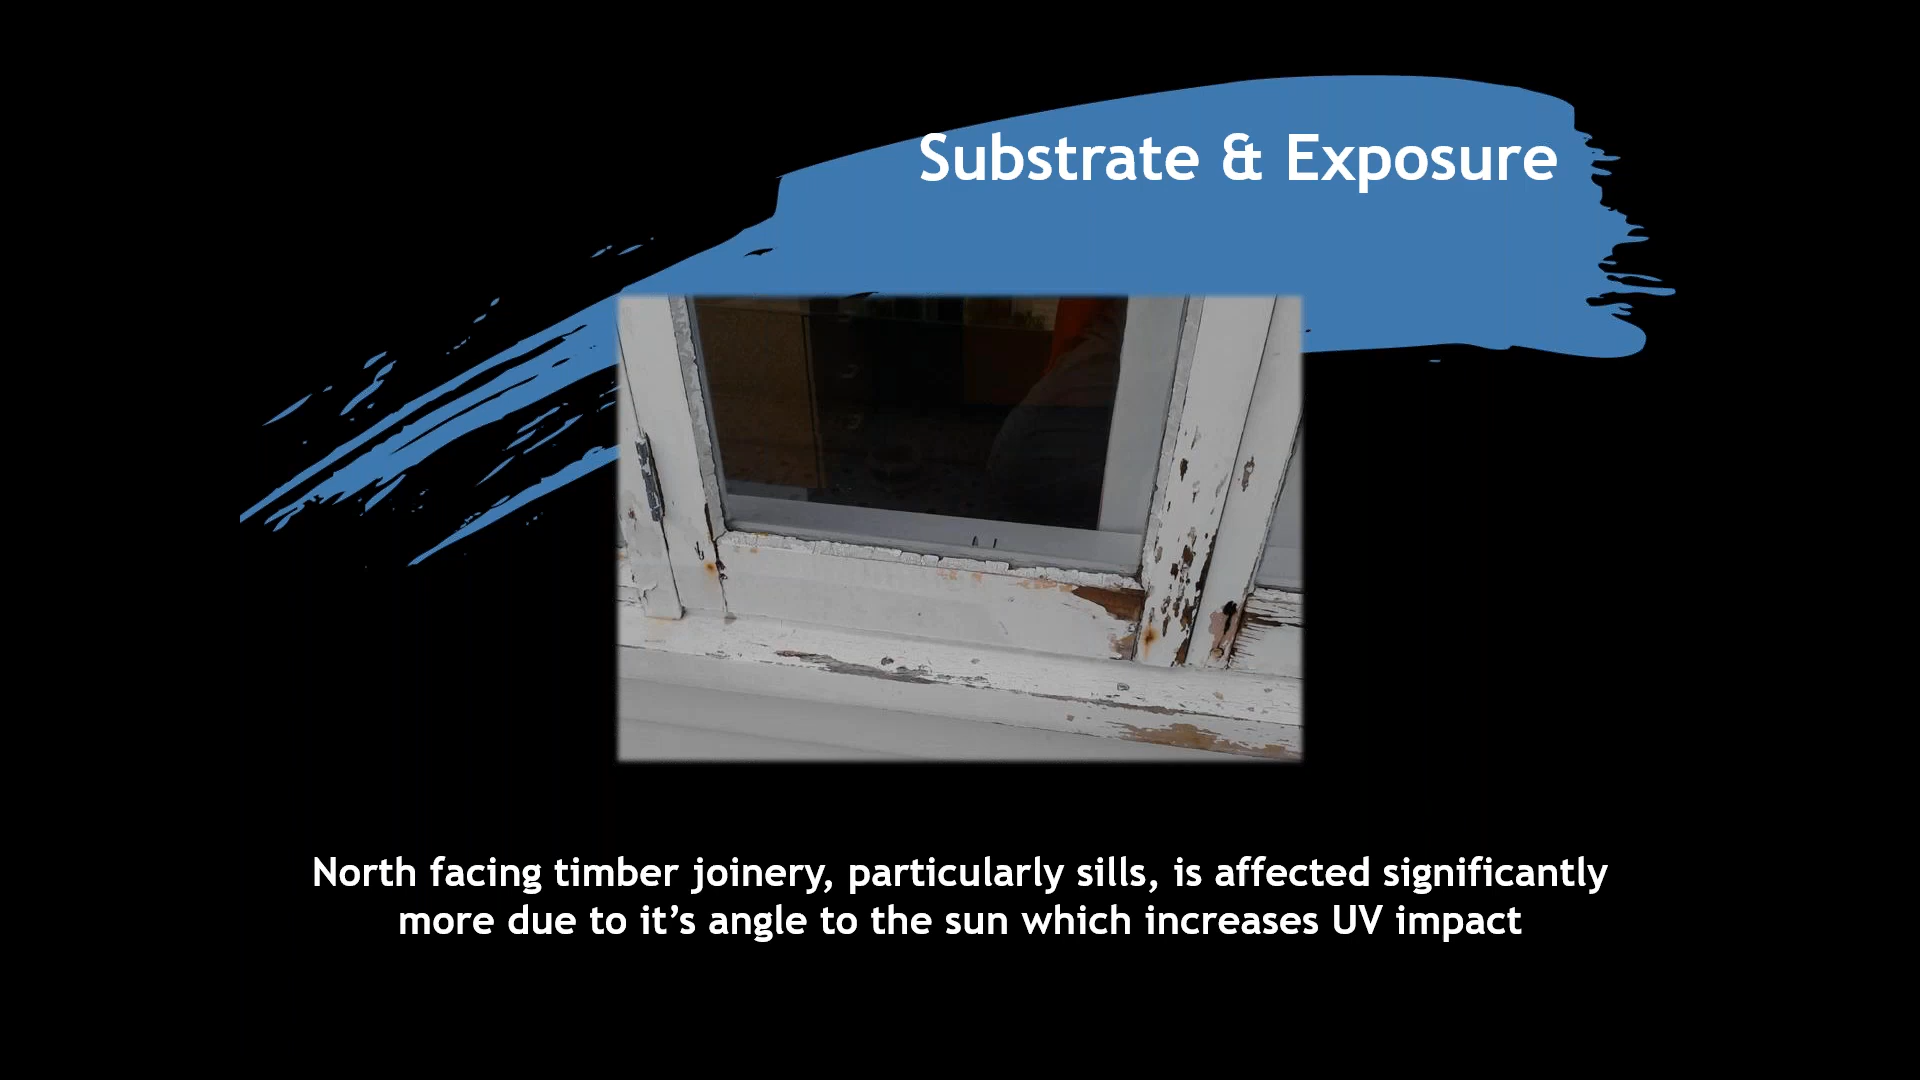 Substrate & Exposure
North facing timber joinery, particularly sills, is affected significantly
more due to it’s angle to the sun which increases UV impact